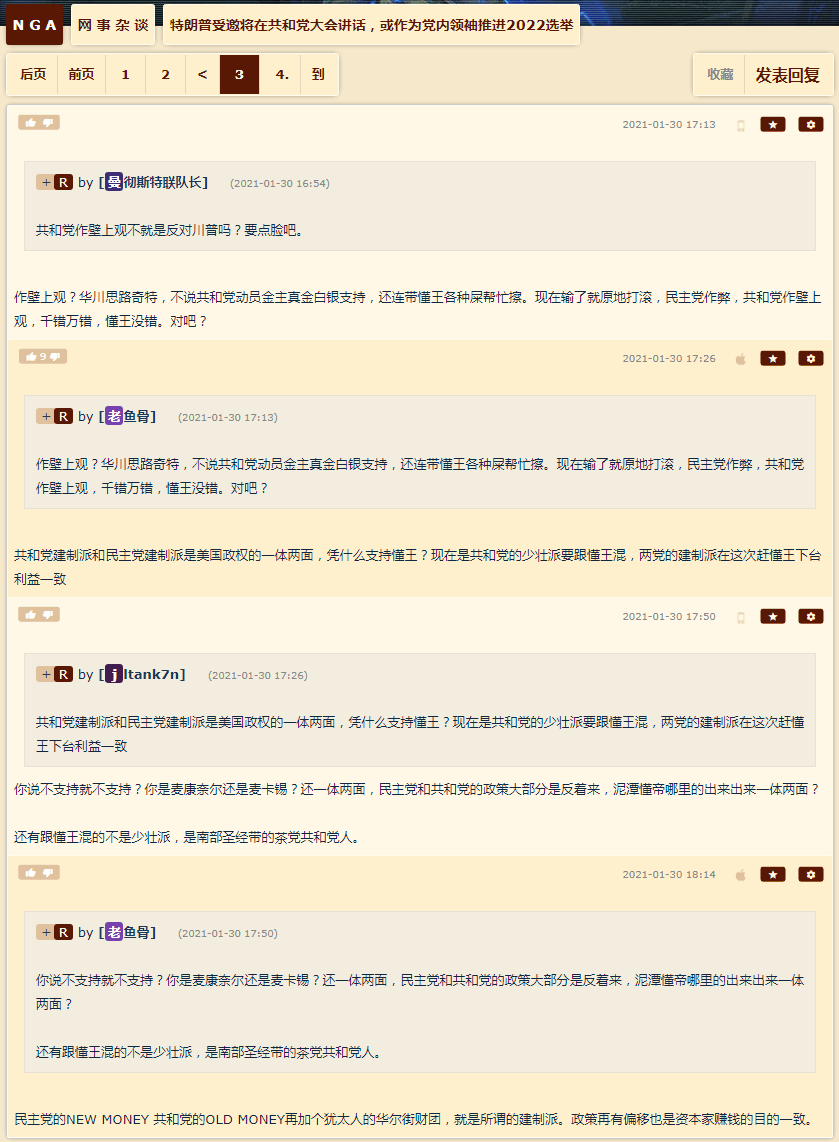 NGA 网事杂谈 特朗普受邀将在共和党大会讲话，或作为党内领袖推进2022选举
后页 前页 1 2 < 3 4. 到 收藏 发表回复
2021-01-30 17:13
+ R by [曼彻斯特联队长] (2021-01-30 16:54)
共和党作壁上观不就是反对川普吗？要点脸吧。
作壁上观？华川思路奇特，不说共和党动员金主真金白银支持，还连带懂王各种屎帮忙擦。现在输了就原地打滚，民主党作弊，共和党作壁上
观，千错万错，懂王没错。对吧？
9 2021-01-30 17:26
+ R by [老鱼骨] (2021-01-30 17:13)
作壁上观？华川思路奇特，不说共和党动员金主真金白银支持，还连带懂王各种屎帮忙擦。现在输了就原地打滚，民主党作弊，共和党
作壁上观，千错万错，懂王没错。对吧？
共和党建制派和民主党建制派是美国政权的一体两面，凭什么支持懂王？现在是共和党的少壮派要跟懂王混，两党的建制派在这次赶懂王下台
利益一致
2021-01-30 17:50
+ R by [jltank7n] (2021-01-30 17:26)
共和党建制派和民主党建制派是美国政权的一体两面，凭什么支持懂王？现在是共和党的少壮派要跟懂王混，两党的建制派在这次赶懂
王下台利益一致
你说不支持就不支持？你是麦康奈尔还是麦卡锡？还一体两面，民主党和共和党的政策大部分是反着来，泥潭懂帝哪里的出来出来一体两面？
还有跟懂王混的不是少壮派，是南部圣经带的茶党共和党人。
2021-01-30 18:14
+ R by [老鱼骨] (2021-01-30 17:50)
你说不支持就不支持？你是麦康奈尔还是麦卡锡？还一体两面，民主党和共和党的政策大部分是反着来，泥潭懂帝哪里的出来出来一体
两面？
还有跟懂王混的不是少壮派，是南部圣经带的茶党共和党人。
民主党的NEW MONEY 共和党的OLD MONEY再加个犹太人的华尔街财团，就是所谓的建制派。政策再有偏移也是资本家赚钱的目的一致。